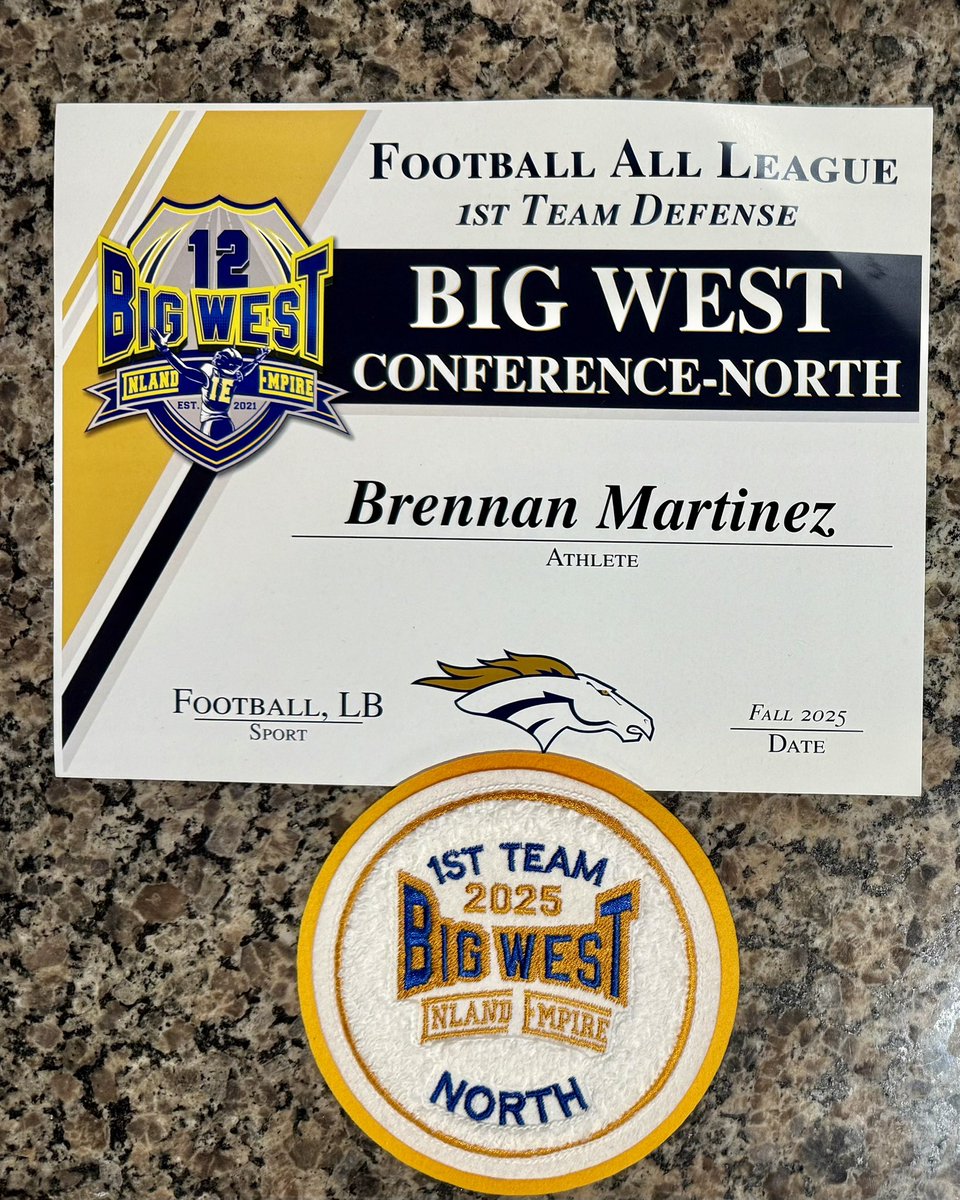 FOOTBALL ALL LEAGUE
1ST TEAM DEFENSE
12
BIG WEST
INLAND EMPIRE
IE
EST. 2021
BIG WEST
CONFERENCE-NORTH
Brennan Martinez
ATHLETE
FOOTBALL, LB
SPORT
FALL 2025
DATE
1ST TEAM
2025
BIG WEST
INLAND EMPIRE
NORTH